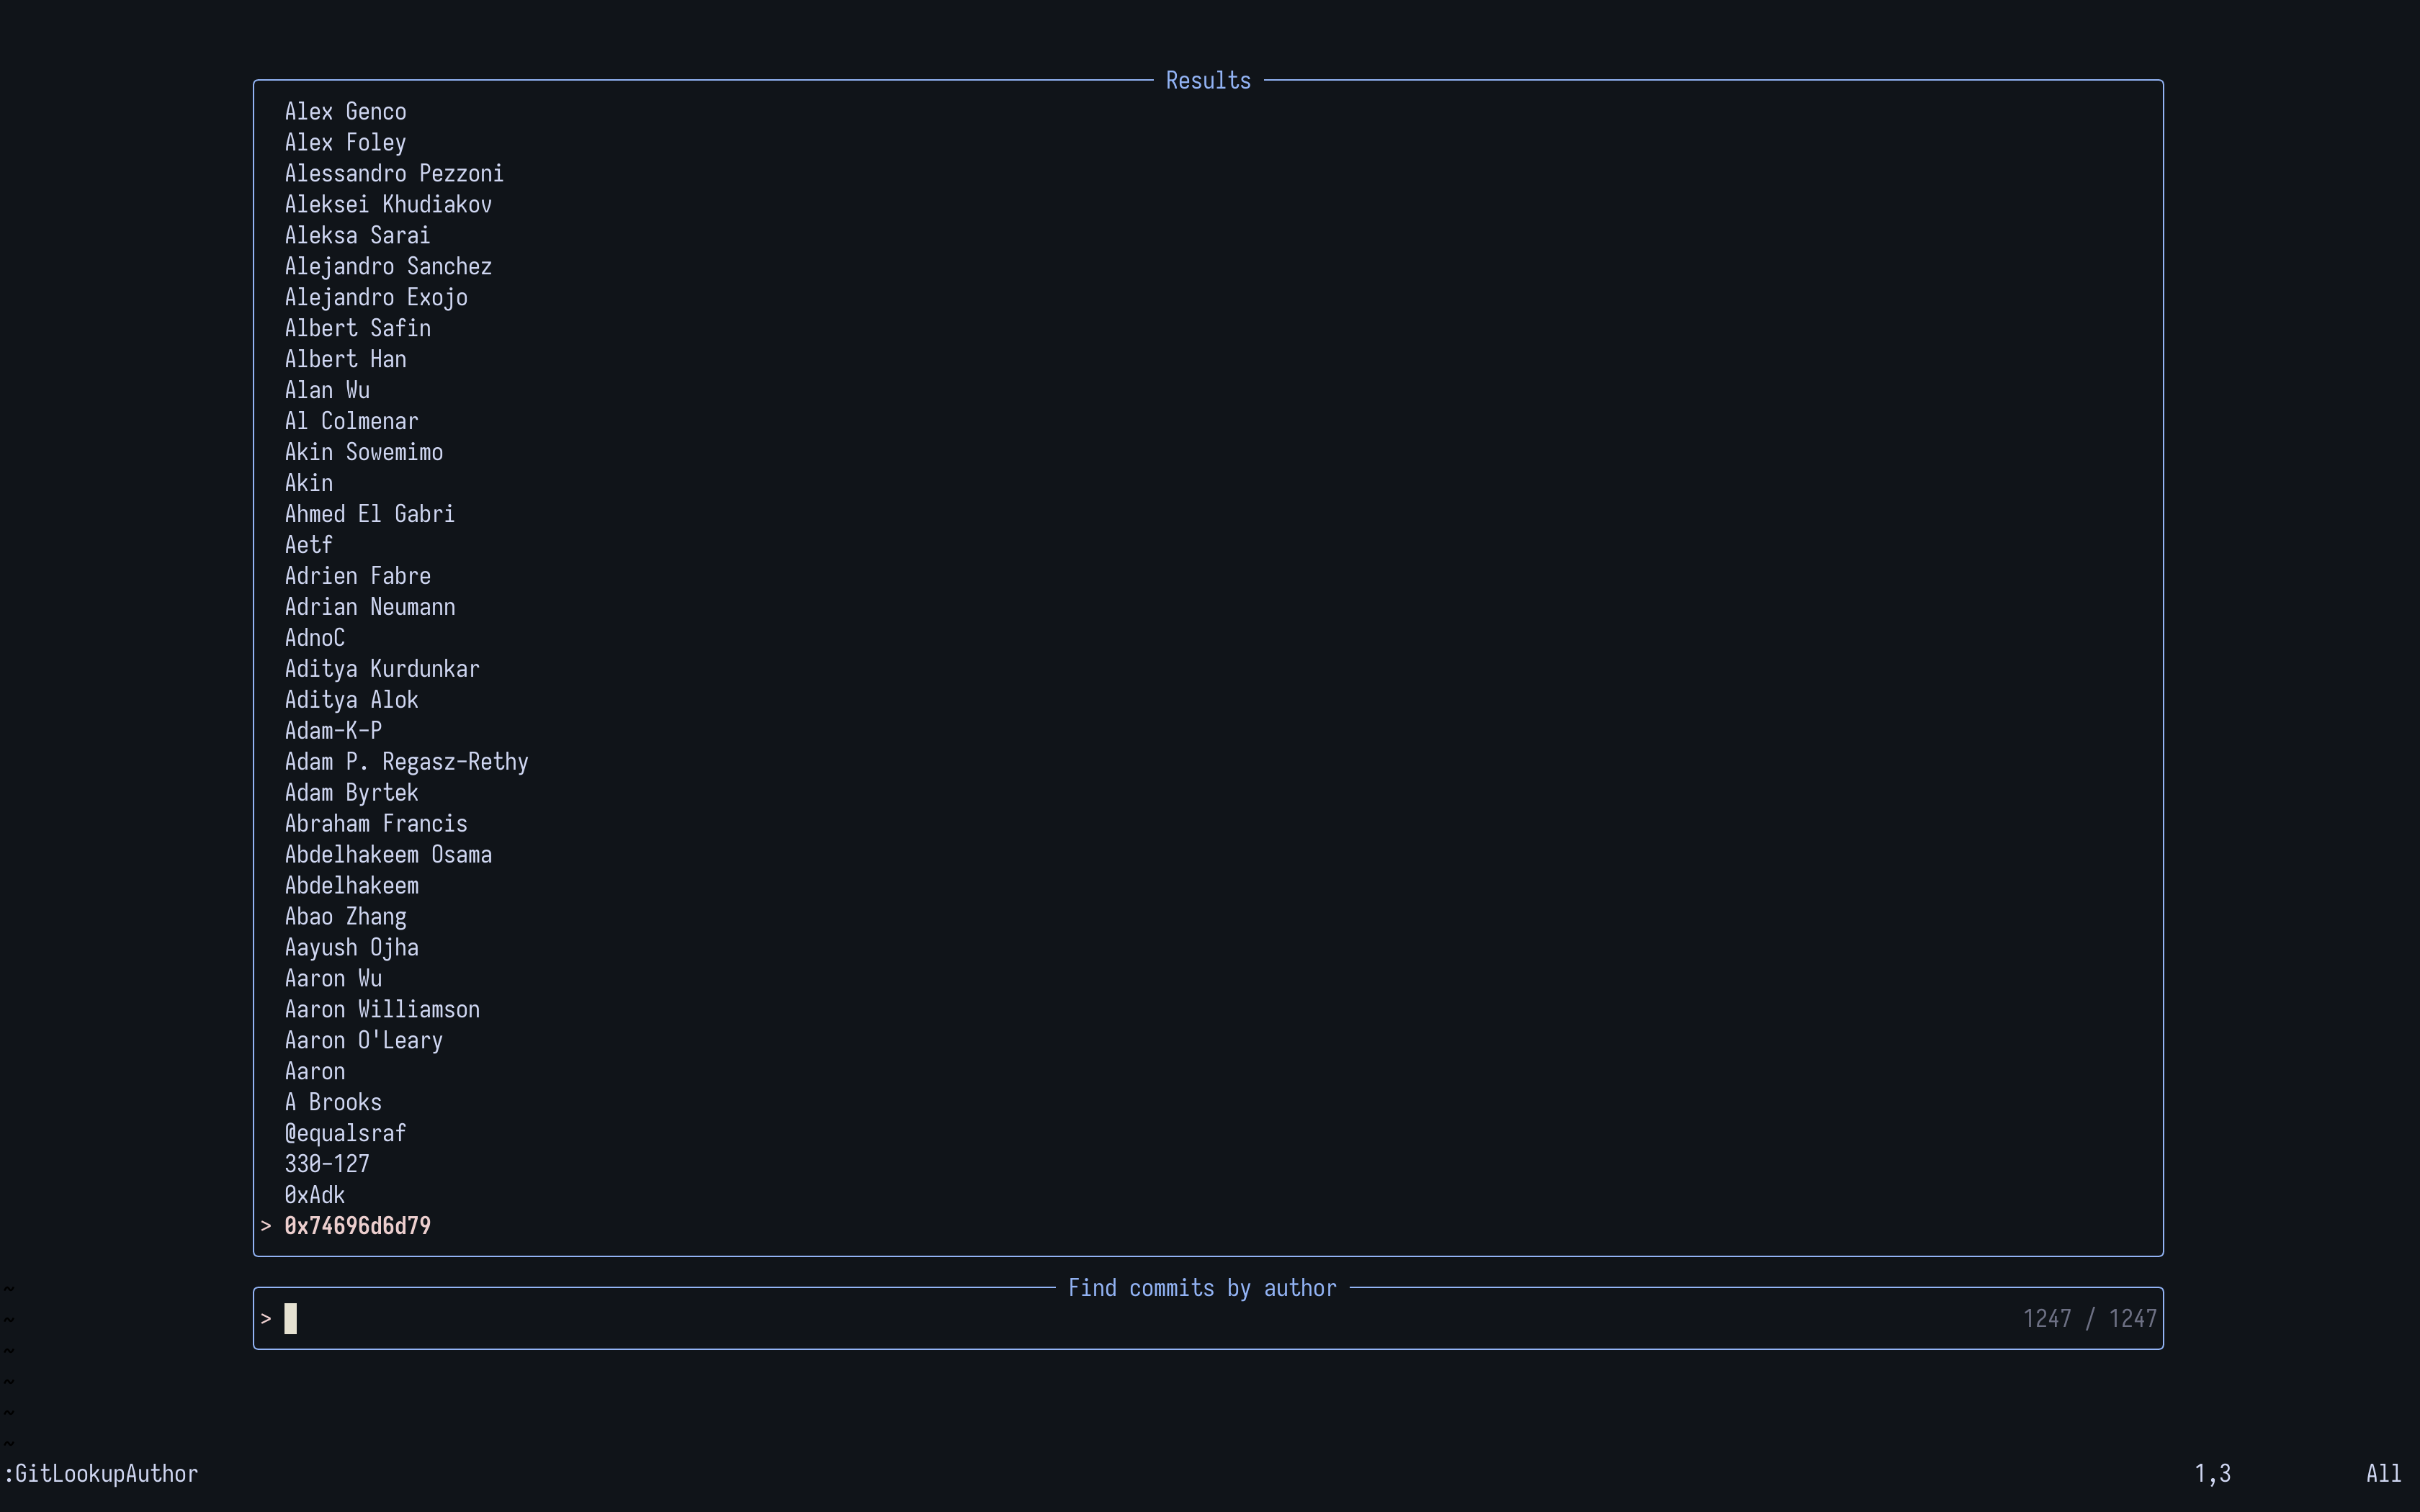 Results
Alex Genco
Alex Foley
Alessandro Pezzoni
Aleksei Khudiakov
Aleksa Sarai
Alejandro Sanchez
Alejandro Exojo
Albert Safin
Albert Han
Alan Wu
Al Colmenar
Akin Sowemimo
Akin
Ahmed El Gabri
Aetf
Adrien Fabre
Adrian Neumann
AdnoC
Aditya Kurdunkar
Aditya Alok
Adam-K-P
Adam P. Regasz-Rethy
Adam Byrtek
Abraham Francis
Abdelhakeem Osama
Abdelhakeem
Abao Zhang
Aayush Ojha
Aaron Wu
Aaron Williamson
Aaron O'Leary
Aaron
A Brooks
@equalsraf
330-127
0xAdk
> 0x74696d6d79
~
Find commits by author
~ > 1247 / 1247
~
~
~
~
:GitLookupAuthor 1,3 All